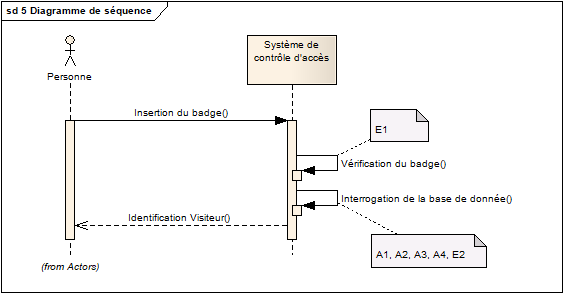 sd 5 Diagramme de séquence
Système de
contrôle d'accès
Personne
Insertion du badge()
E1
Vérification du badge()
Interrogation de la base de donnée()
Identification Visiteur()
A1, A2, A3, A4, E2
(from Actors)